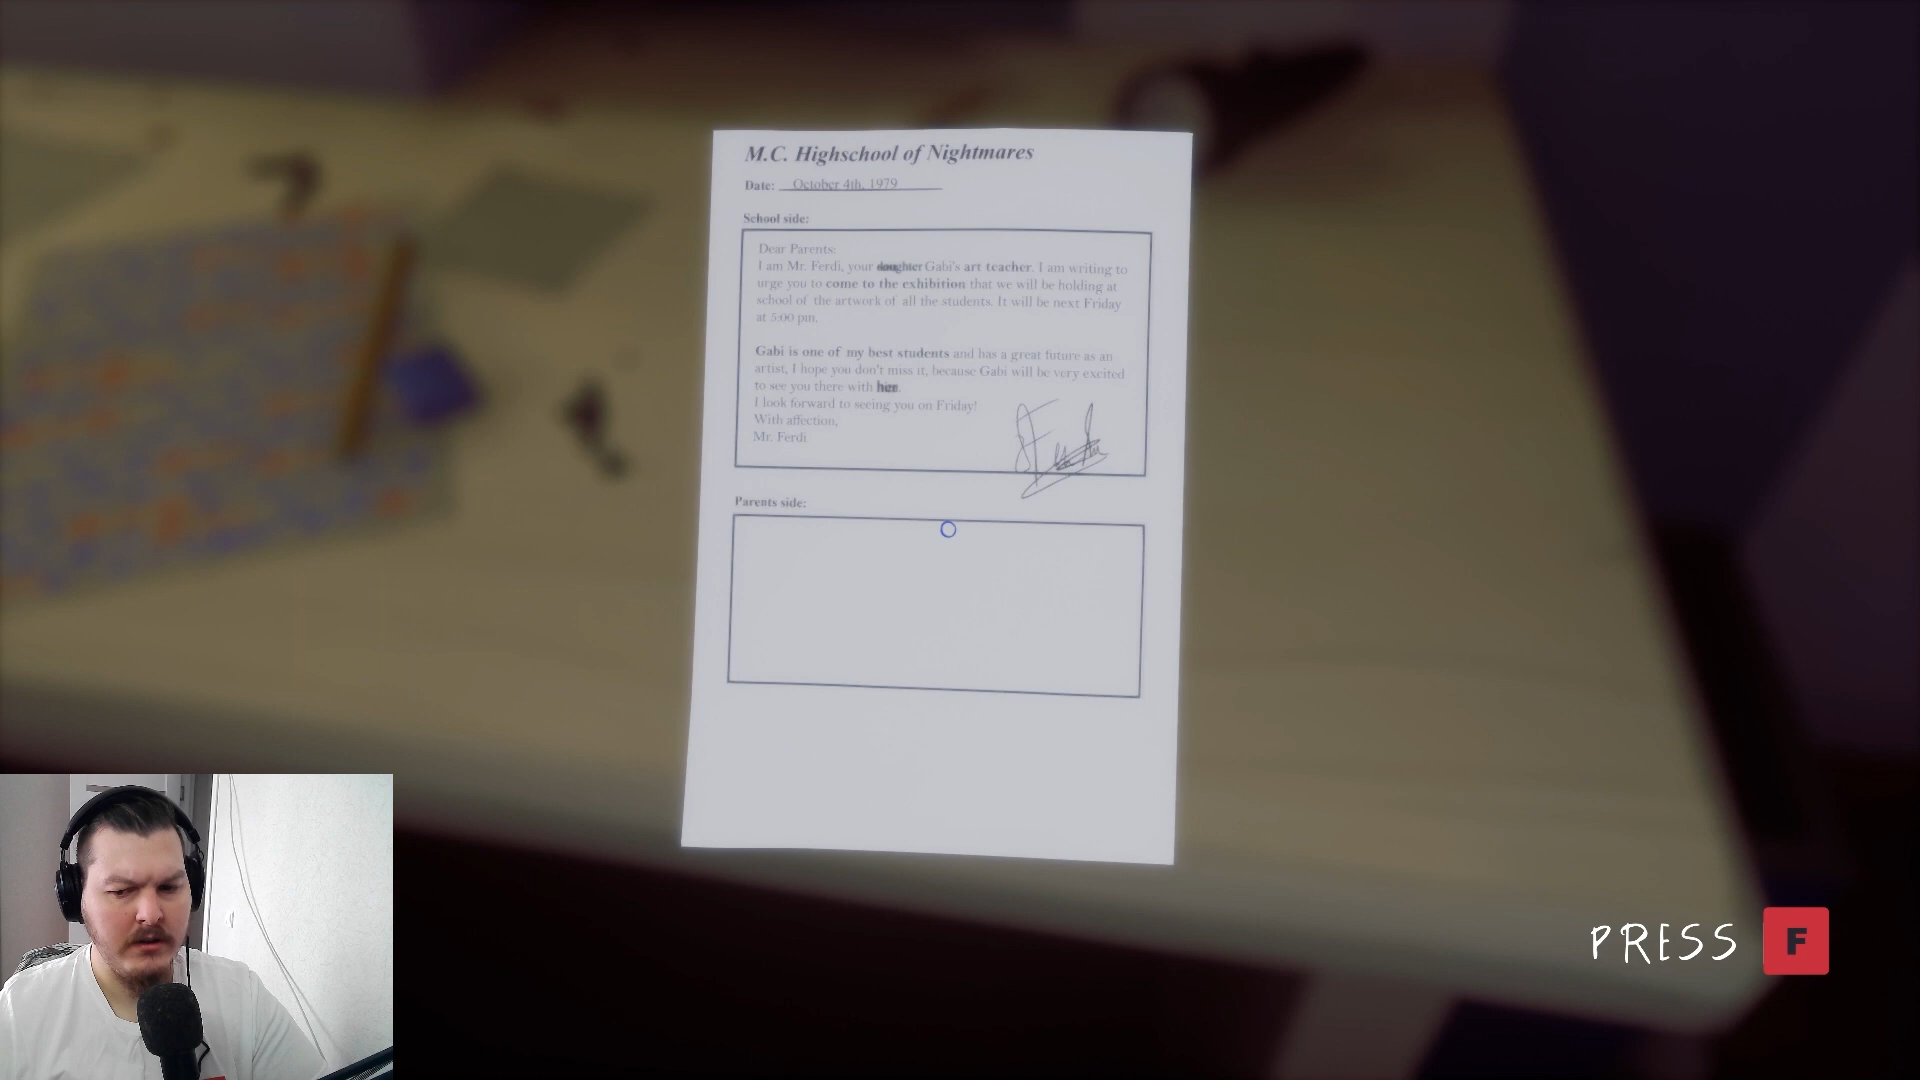 M.C. Highschool of Nightmares
Date: October 4th, 1979
School side:
Dear Parents:
I am Mr. Ferdi, your daughter Gabi's art teacher. I am writing to
urge you to come to the exhibition that we will be holding at
school of the artwork of all the students. It will be next Friday
at 5:00 pm.
Gabi is one of my best students and has a great future as an
artist, I hope you don't miss it, because Gabi will be very excited
to see you there with
I look forward to seeing you on Friday!
With affection,
Mr. Ferdi
Parents side:
PRESS F